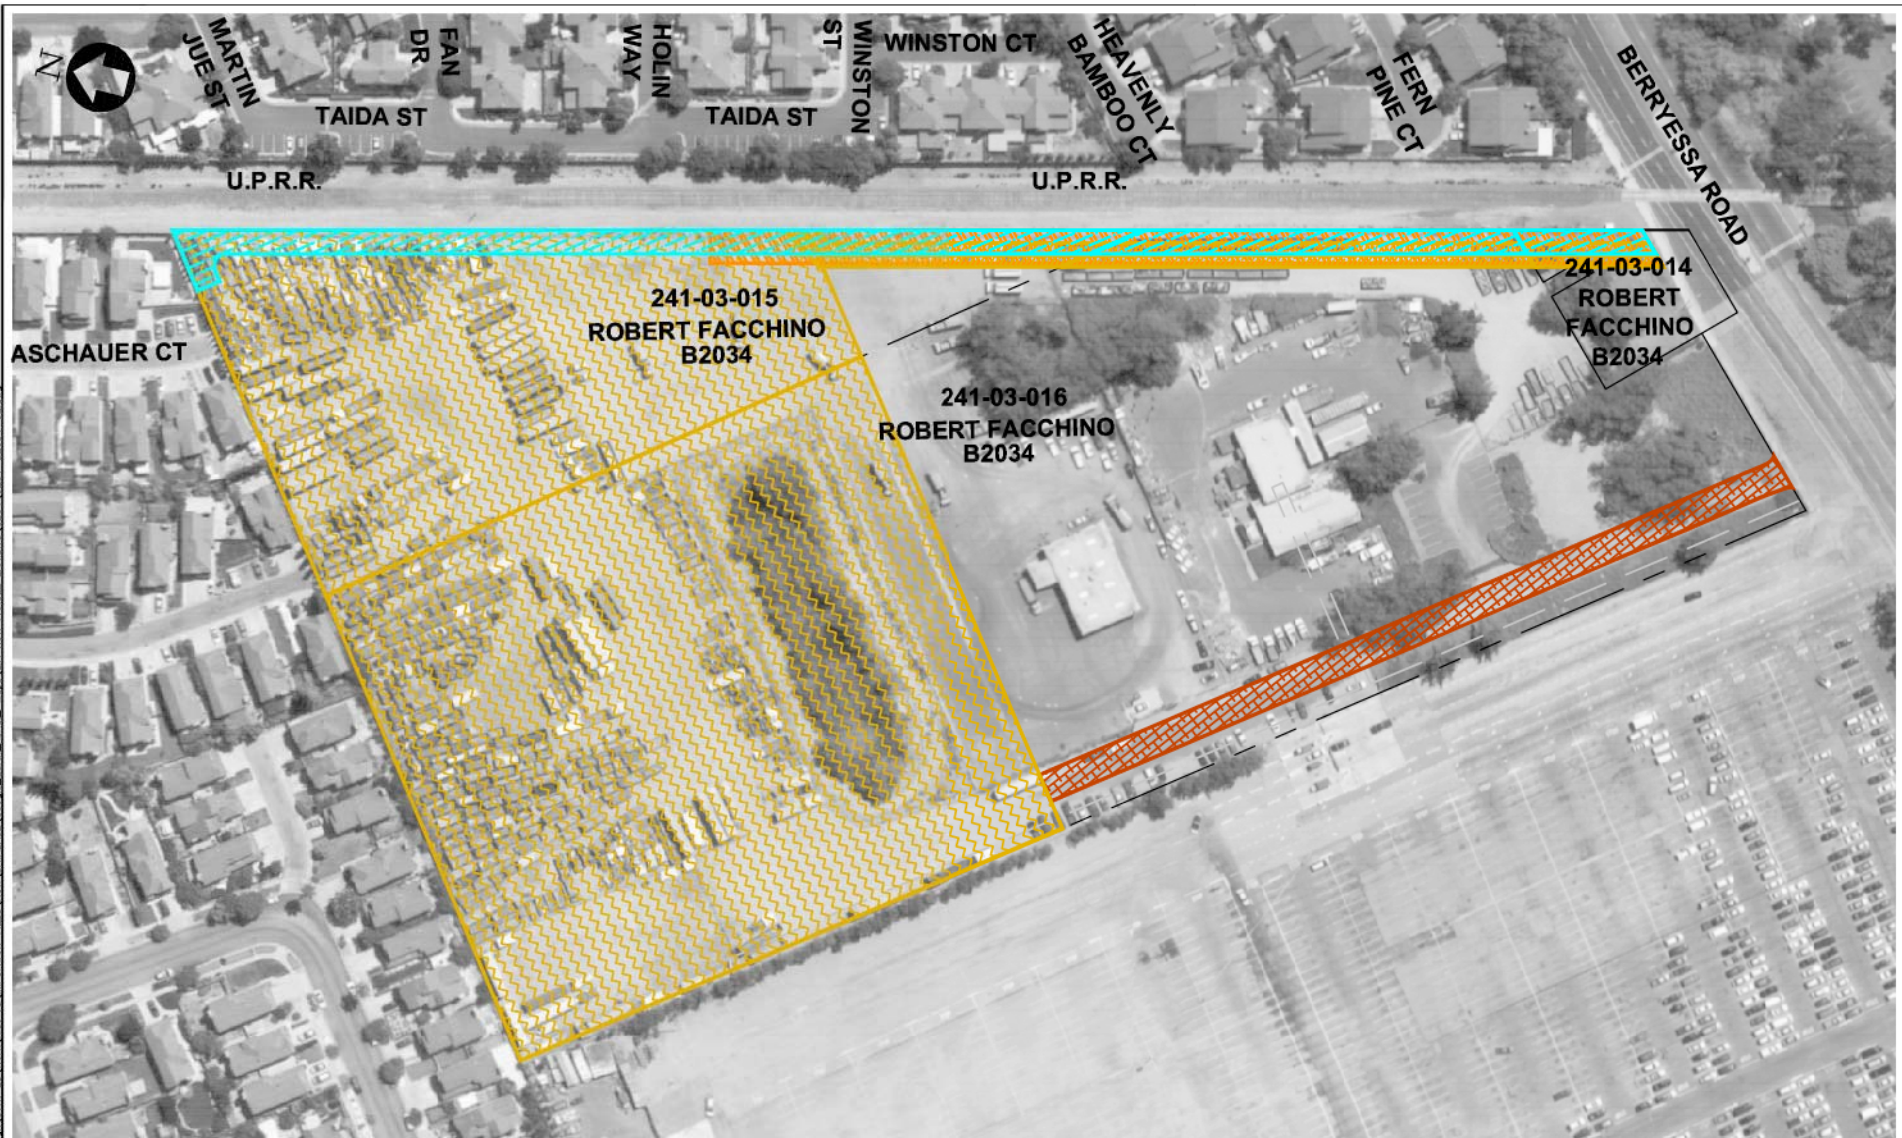 N
MARTIN
JUE ST
FAN
DR
HOLIN
WAY
WINSTON
ST
WINSTON CT
HEAVENLY
BAMBOO CT
FERN
PINE CT
BERRYESSA ROAD
TAIDA ST
TAIDA ST
U.P.R.R.
U.P.R.R.
241-03-015
ROBERT FACCHINO
B2034
241-03-014
ROBERT
FACCHINO
B2034
ASCHAUER CT
241-03-016
ROBERT FACCHINO
B2034